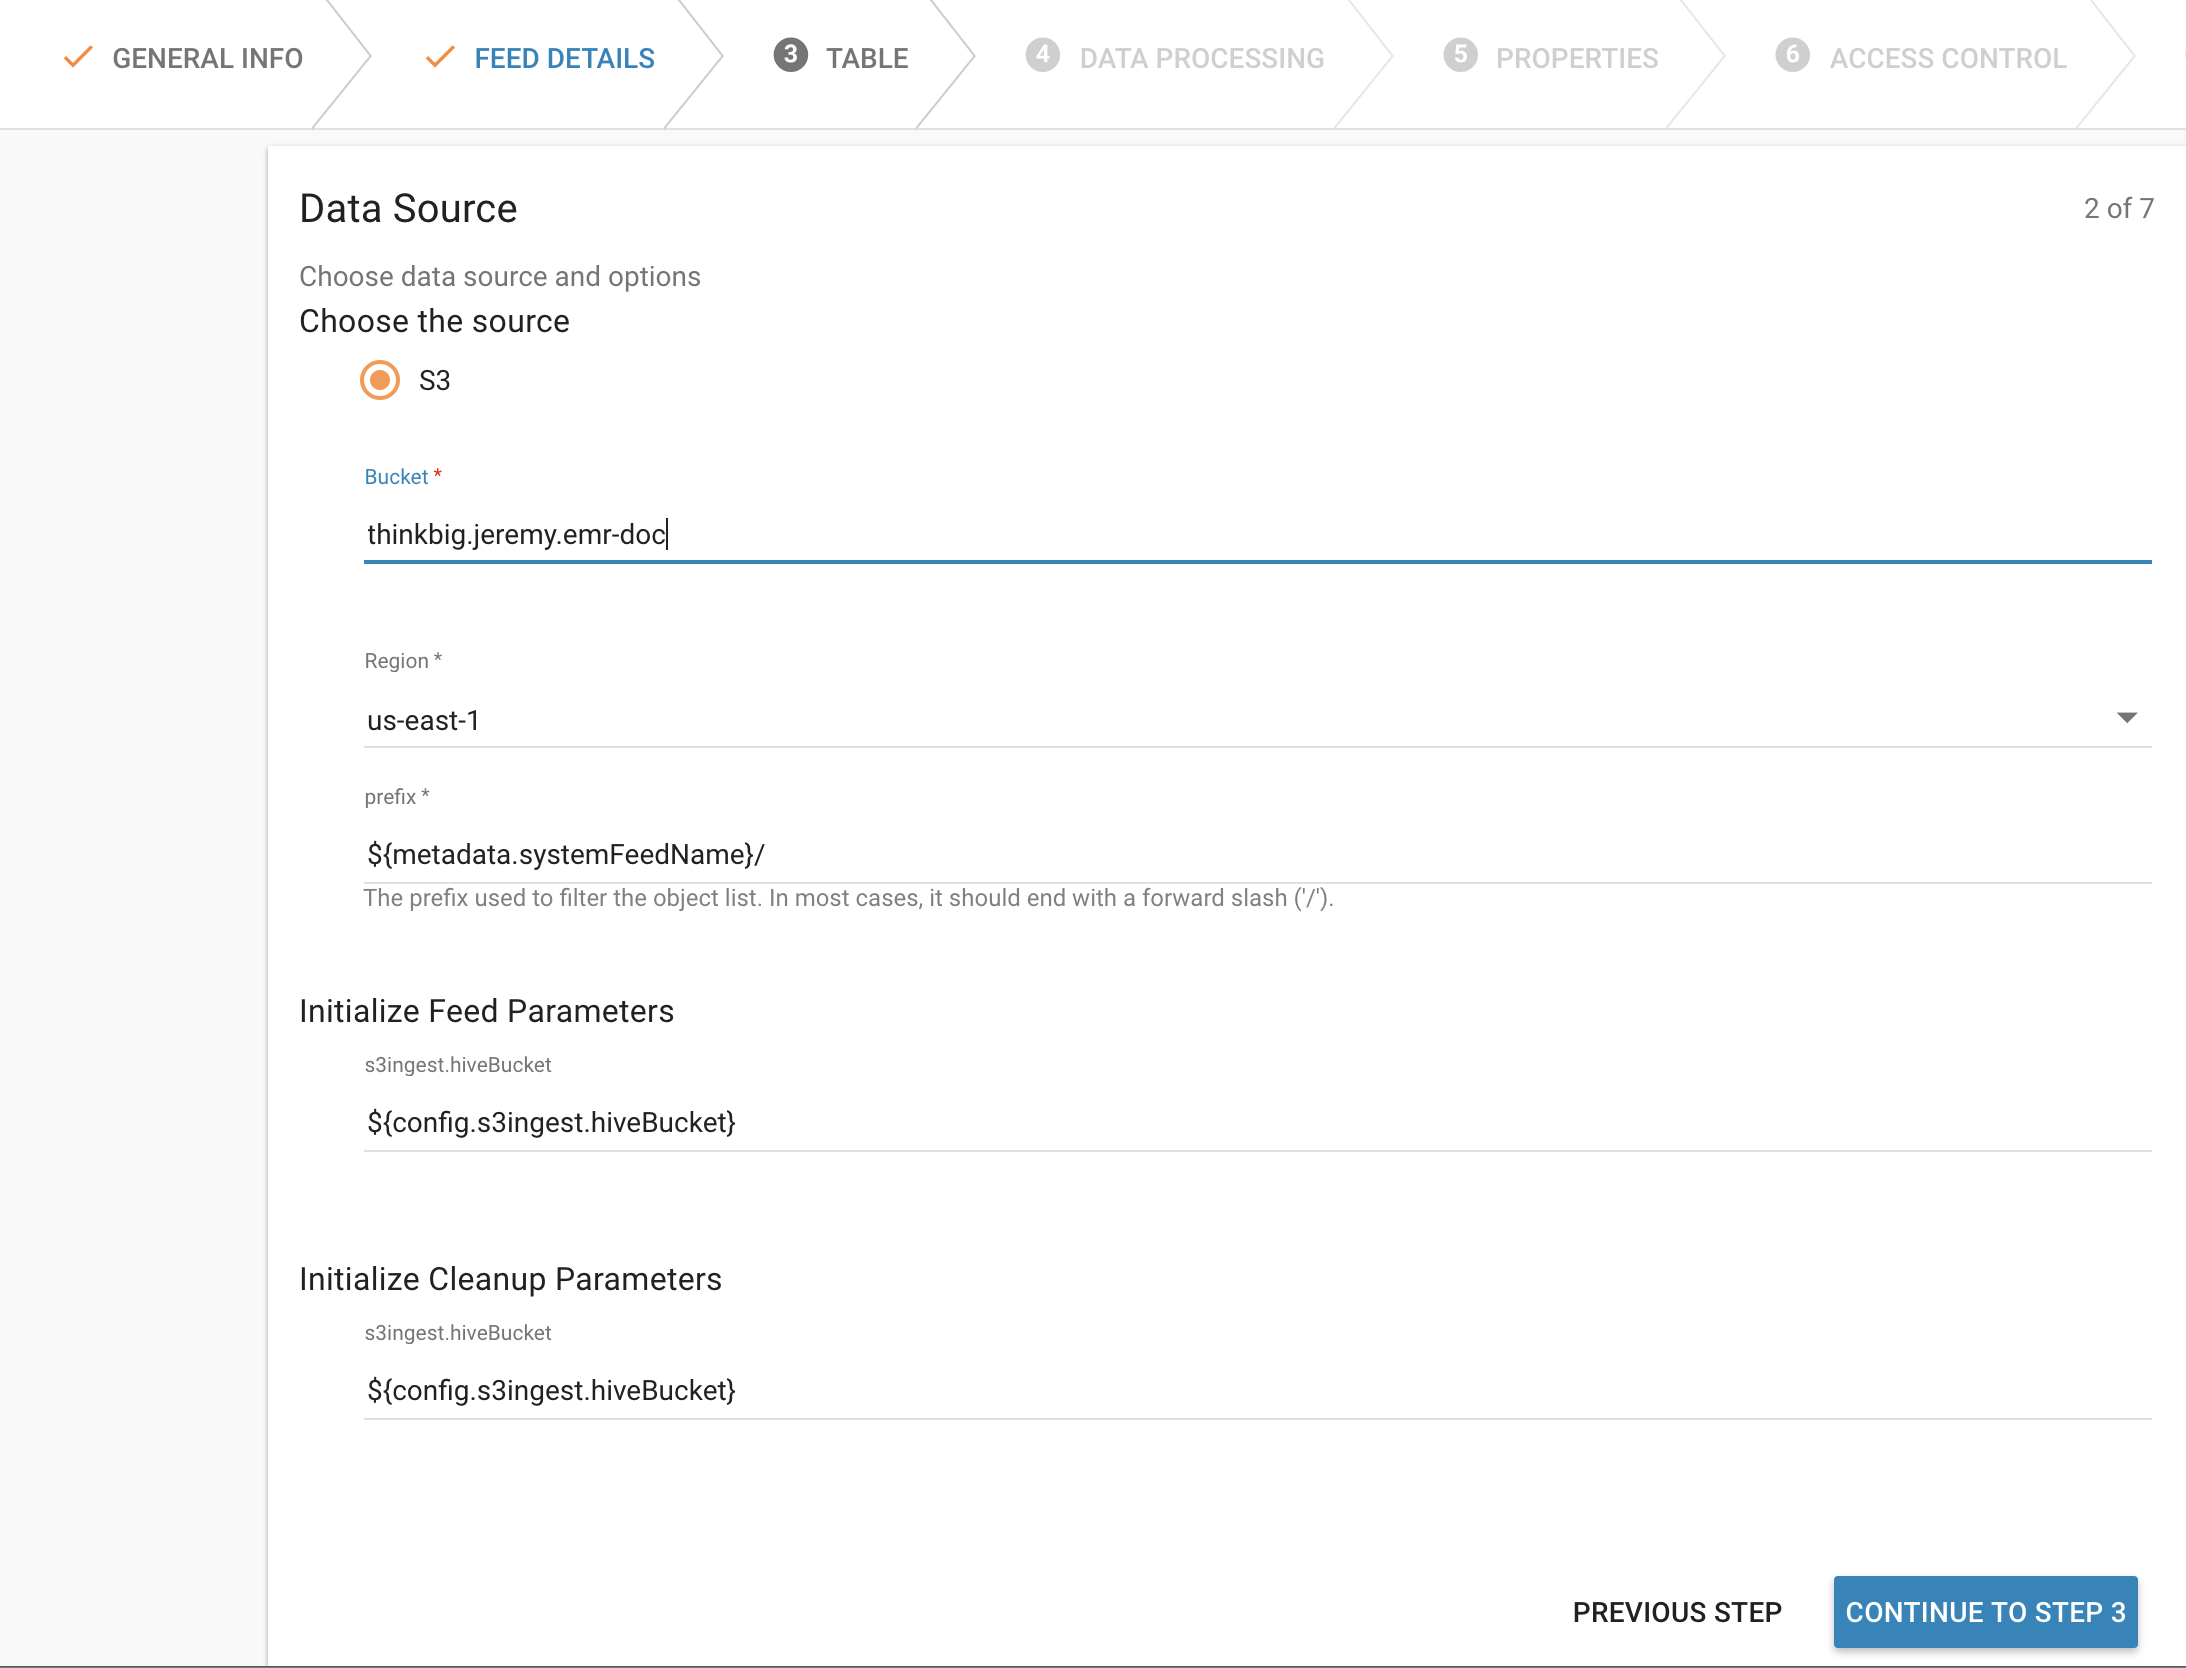 GENERAL INFO
FEED DETAILS
3 TABLE
4 DATA PROCESSING
5 PROPERTIES
6 ACCESS CONTROL
Data Source
2 of 7
Choose data source and options
Choose the source
S3
Bucket *
thinkbig.jeremy.emr-doc
Region *
us-east-1
prefix *
${metadata.systemFeedName}/
The prefix used to filter the object list. In most cases, it should end with a forward slash ('/').
Initialize Feed Parameters
s3ingest.hiveBucket
${config.s3ingest.hiveBucket}
Initialize Cleanup Parameters
s3ingest.hiveBucket
${config.s3ingest.hiveBucket}
PREVIOUS STEP
CONTINUE TO STEP 3